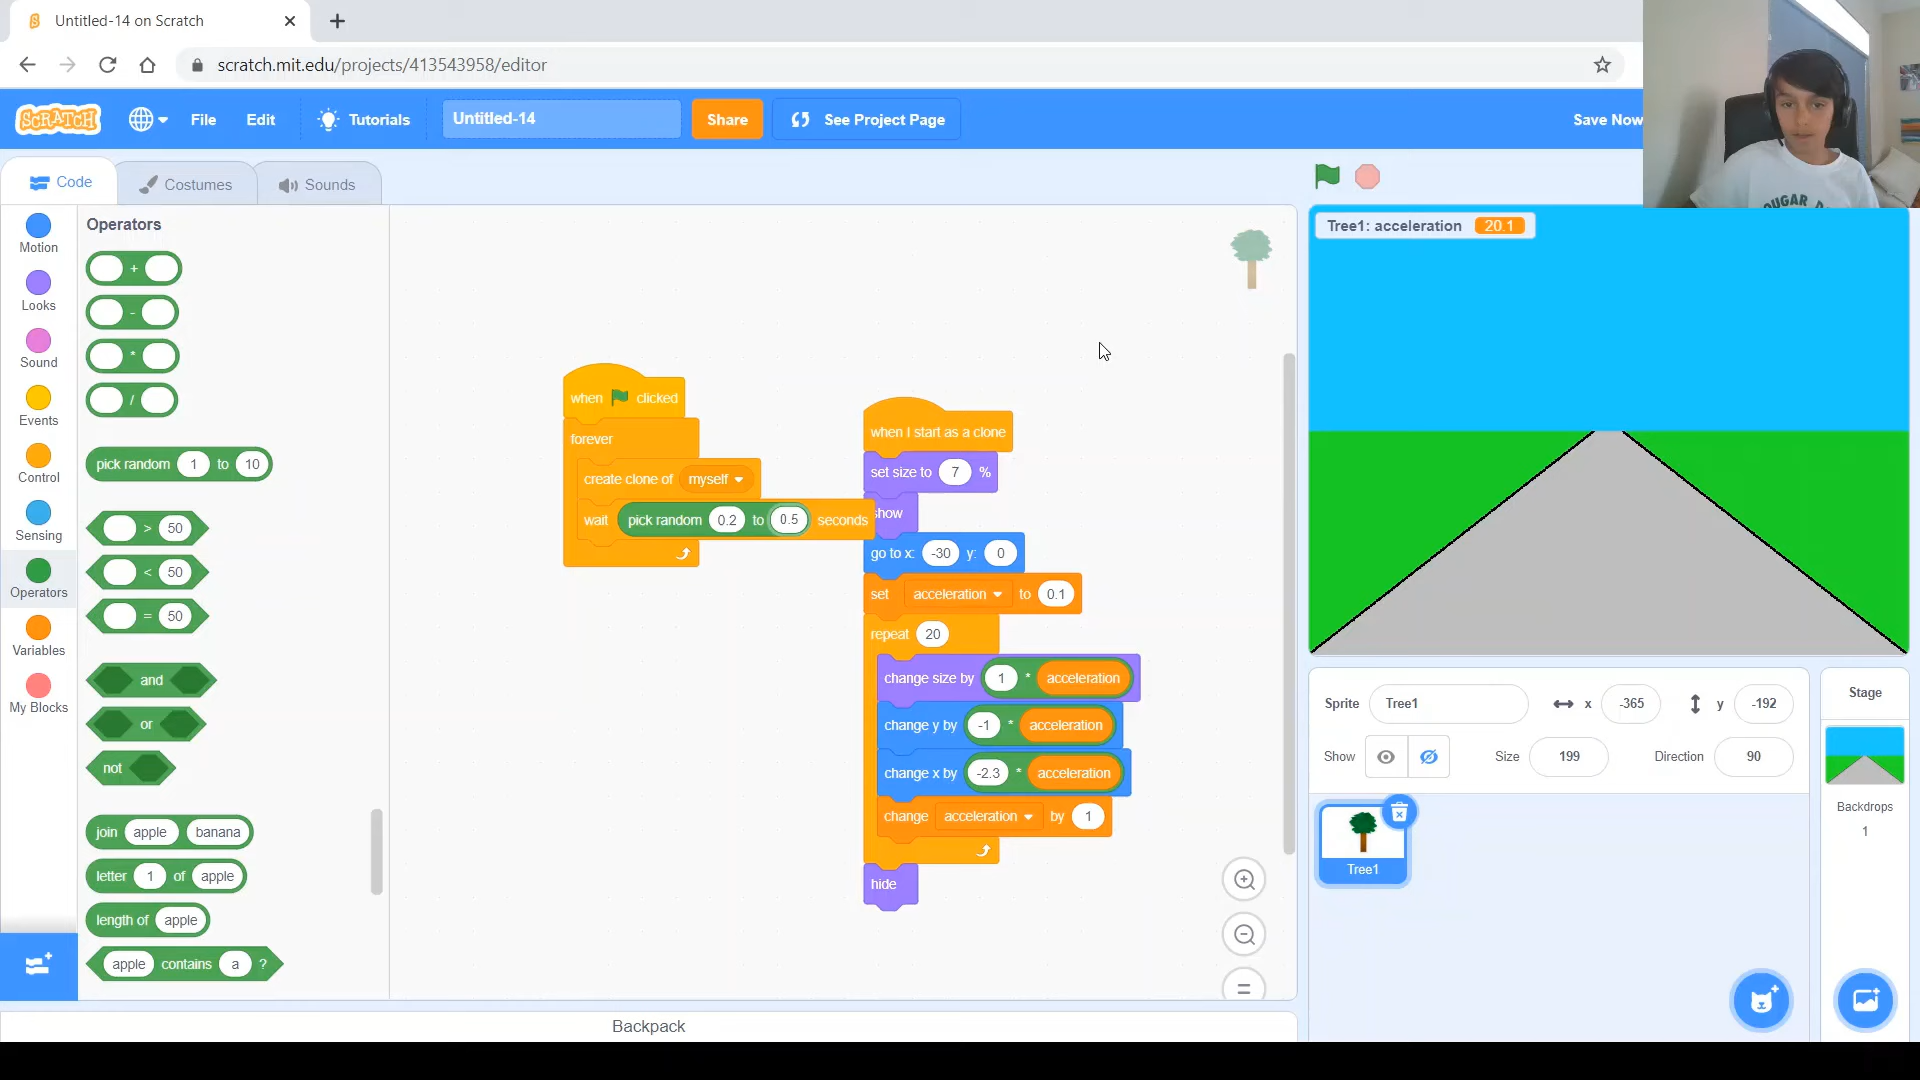 Untitled-14 on Scratch
scratch.mit.edu/projects/413543958/editor
SCRATCH
File
Edit
Tutorials
Untitled-14
Share
See Project Page
Save Now
Code
Costumes
Sounds
Motion
Looks
Sound
Events
Control
Sensing
Operators
Variables
My Blocks
Operators
+
-
*
/
pick random 1 to 10
> 50
< 50
= 50
and
or
not
join apple banana
letter 1 of apple
length of apple
apple contains a ?
when clicked
forever
create clone of myself
wait pick random 0.2 to 0.5 seconds
when I start as a clone
set size to 7 %
show
go to x: -30 y: 0
set acceleration to 0.1
repeat 20
change size by 1 * acceleration
change y by -1 * acceleration
change x by -2.3 * acceleration
change acceleration by 1
hide
Backpack
Tree1: acceleration 20.1
Sprite Tree1 x -365 y -192
Show Size 199 Direction 90
Tree1
Stage
Backdrops
1